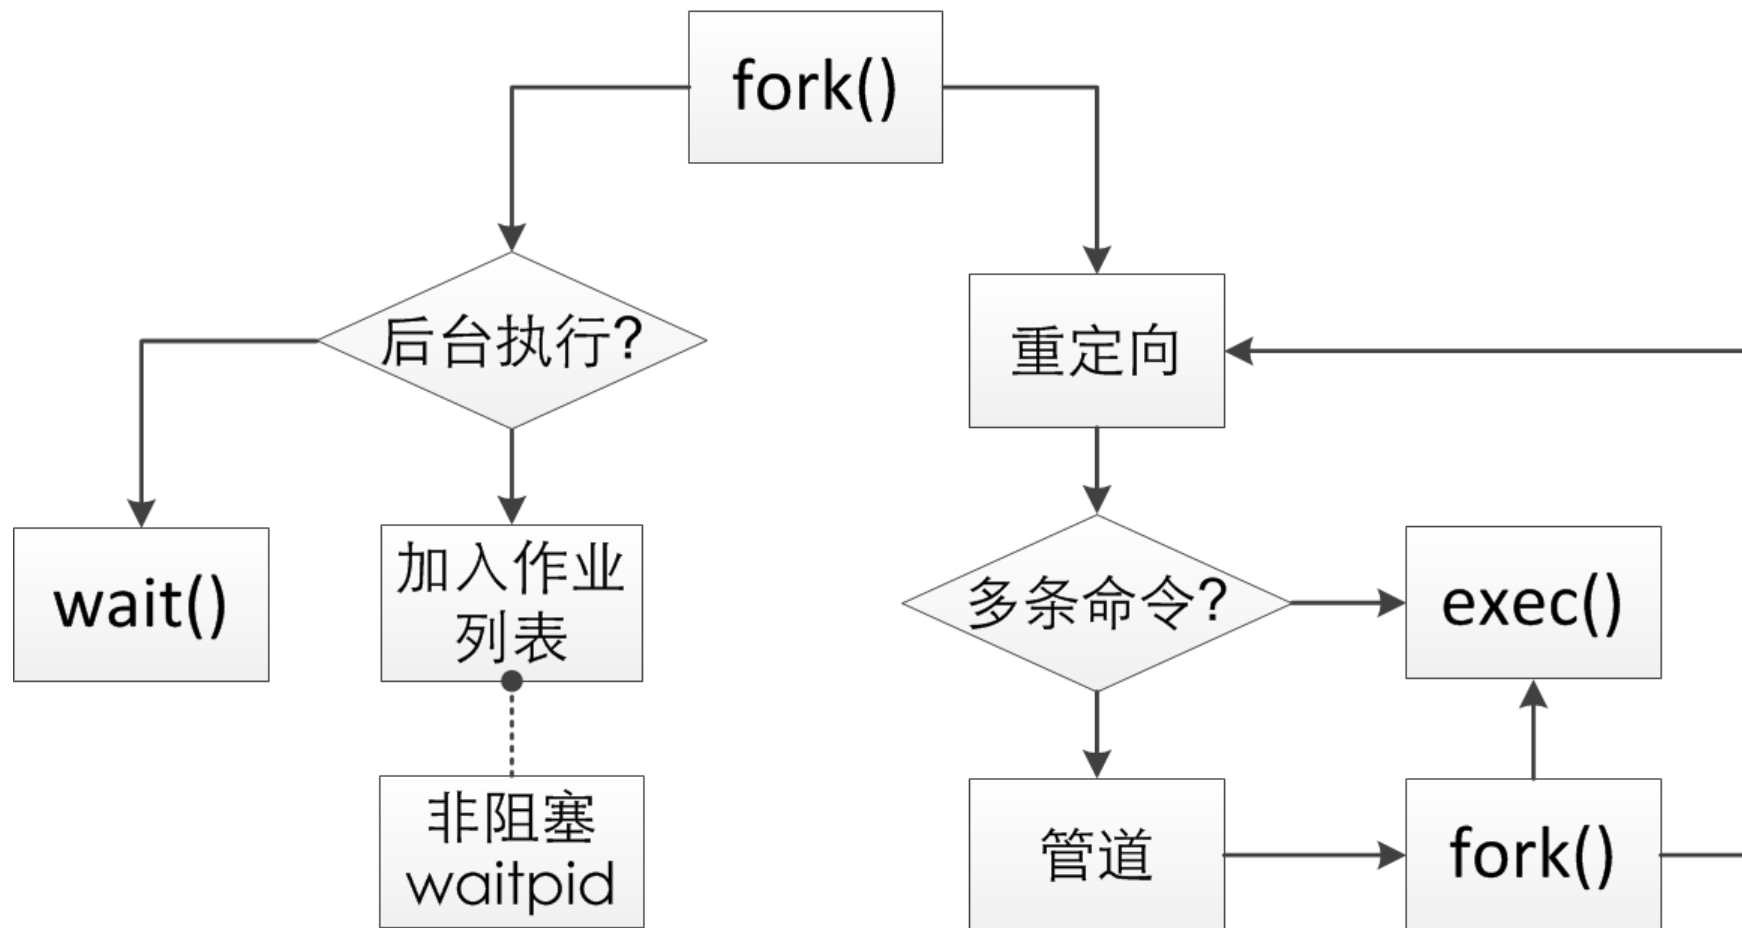 fork()
后台执行?
重定向
wait()
加入作业
列表
多条命令?
exec()
非阻塞
waitpid
管道
fork()